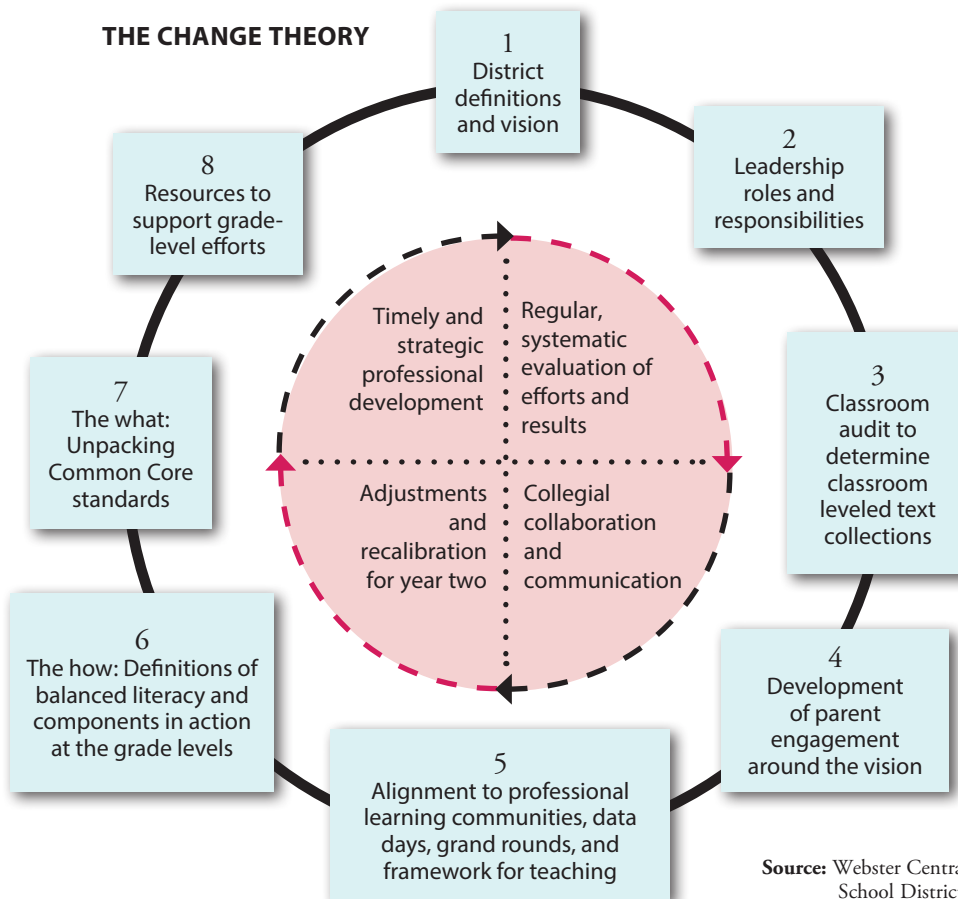 THE CHANGE THEORY
1
District
definitions
and vision
2
Leadership
roles and
responsibilities
3
Classroom
audit to
determine
classroom
leveled text
collections
4
Development
of parent
engagement
around the vision
5
Alignment to professional
learning communities, data
days, grand rounds, and
framework for teaching
6
The how: Definitions of
balanced literacy and
components in action
at the grade levels
7
The what:
Unpacking
Common Core
standards
8
Resources to
support grade-
level efforts
Timely and
strategic
professional
development
Regular,
systematic
evaluation of
efforts and
results
Adjustments
and
recalibration
for year two
Collegial
collaboration
and
communication
Source: Webster Centra
School District